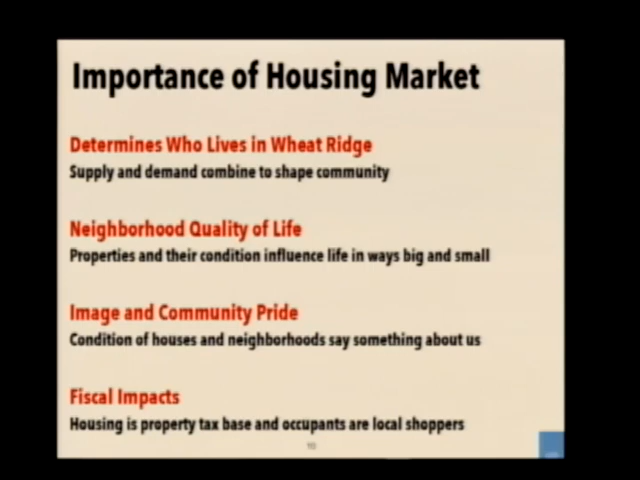 Importance of Housing Market
Determines Who Lives in Wheat Ridge
Supply and demand combine to shape community
Neighborhood Quality of Life
Properties and their condition influence life in ways big and small
Image and Community Pride
Condition of houses and neighborhoods say something about us
Fiscal Impacts
Housing is property tax base and occupants are local shoppers